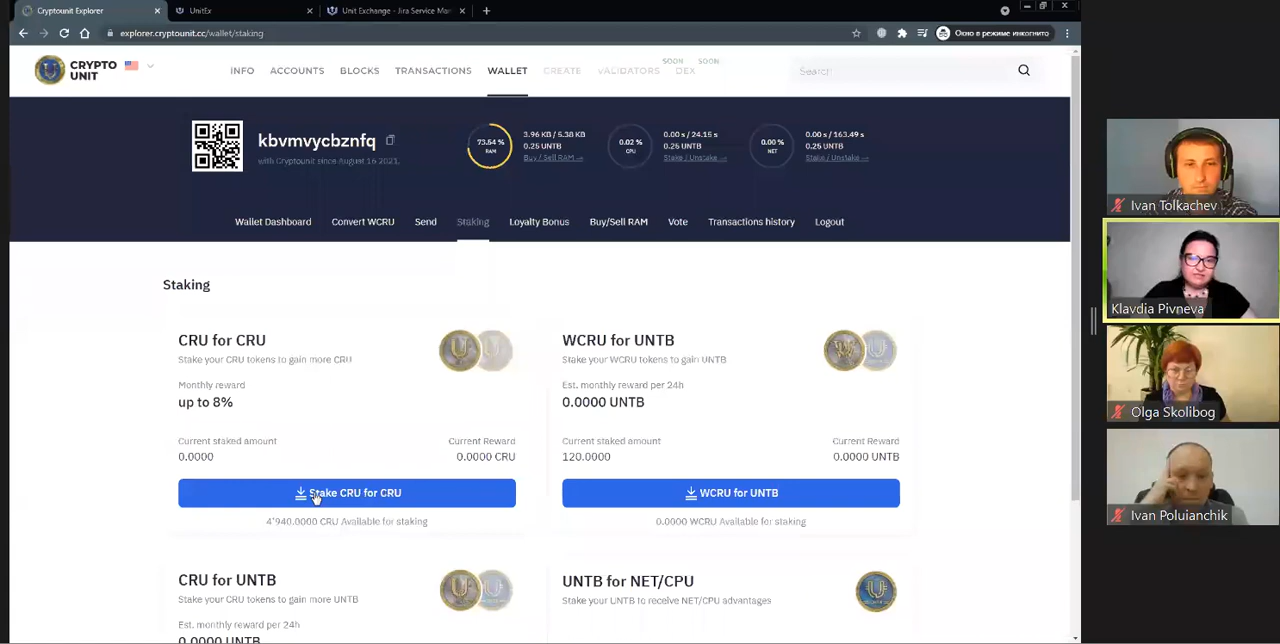 Cryptounit Explorer
UnitEx
Unit Exchange - Jira Service Mar
explorer.cryptounit.cc/wallet/staking
Окно в режиме инкогнито
CRYPTO
UNIT
INFO
ACCOUNTS
BLOCKS
TRANSACTIONS
WALLET
CREATE
SOON
VALIDATORS
SOON
DEX
Search
kbvmvycbznfq
with Cryptounit since August 16 2021.
73.54 %
RAM
3.96 KB / 5.38 KB
0.25 UNTB
Buy / Sell RAM
0.02 %
CPU
0.00 s / 24.15 s
0.25 UNTB
Stake / Unstake
0.00 %
NET
0.00 s / 163.49 s
0.25 UNTB
Stake / Unstake
Wallet Dashboard
Convert WCRU
Send
Staking
Loyalty Bonus
Buy/Sell RAM
Vote
Transactions history
Logout
Staking
CRU for CRU
Stake your CRU tokens to gain more CRU
Monthly reward
up to 8%
Current staked amount
Current Reward
0.0000
0.0000 CRU
Stake CRU for CRU
4'940.0000 CRU Available for staking
WCRU for UNTB
Stake your WCRU tokens to gain UNTB
Est. monthly reward per 24h
0.0000 UNTB
Current staked amount
Current Reward
120.0000
0.0000 UNTB
WCRU for UNTB
0.0000 WCRU Available for staking
CRU for UNTB
Stake your CRU tokens to gain more UNTB
Est. monthly reward per 24h
0.0000 UNTB
UNTB for NET/CPU
Stake your UNTB to receive NET/CPU advantages
Ivan Tolkachev
Klavdia Pivneva
Olga Skolibog
Ivan Poluianchik